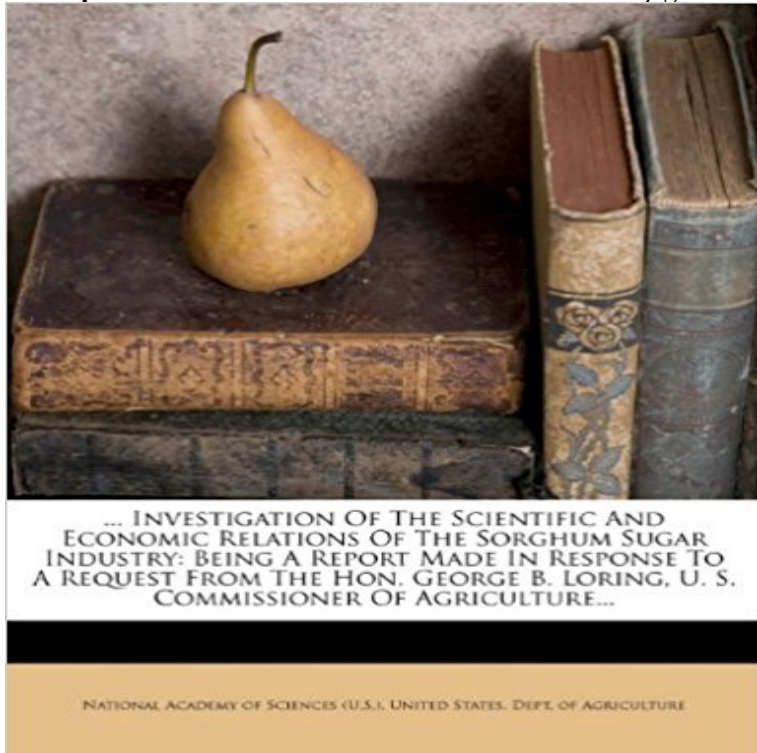 ... Investigation Of The Scientific And
Economic Relations Of The Sorghum Sugar
Industry: Being A Report Made In Response To
A Request From The Hon. George B. Loring, U. S.
Commissioner Of Agriculture...
National Academy of Sciences (U.S.), United States. Dept. of Agriculture